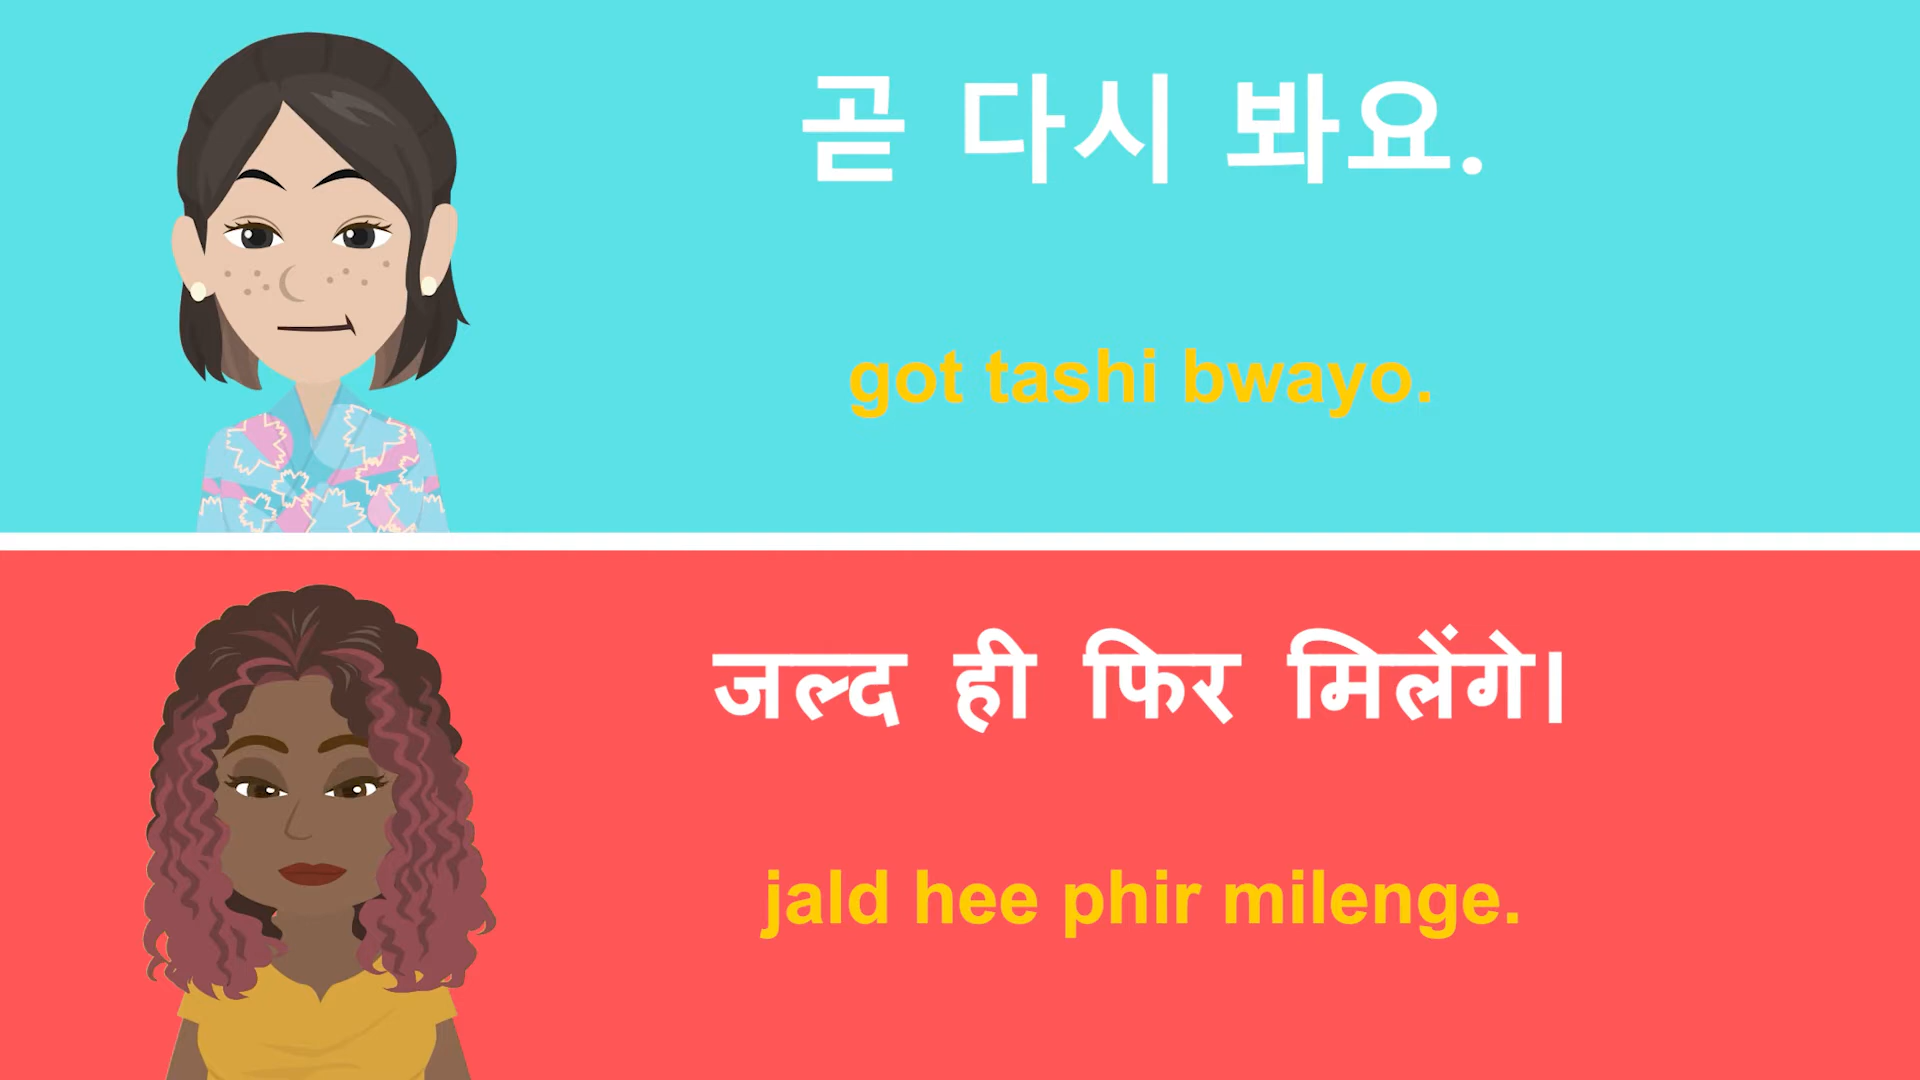 곧 다시 봐요.
got tashi bwayo.
जल्द ही फिर मिलेंगे।
jald hee phir milenge.